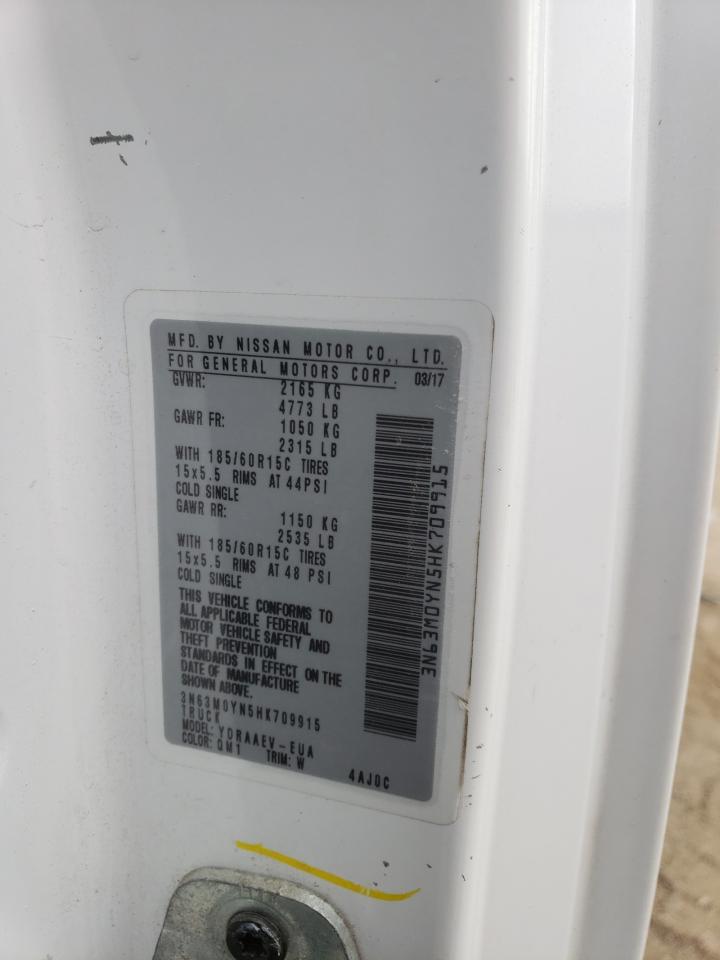 MFD. BY NISSAN MOTOR CO., LTD.
FOR GENERAL MOTORS CORP. 03/17
GVWR: 2165 KG
4773 LB
GAWR FR: 1050 KG
2315 LB
WITH 185/60R15C TIRES
15x5.5 RIMS AT 44PSI
COLD SINGLE
GAWR RR: 1150 KG
2535 LB
WITH 185/60R15C TIRES
15x5.5 RIMS AT 48 PSI
COLD SINGLE
THIS VEHICLE CONFORMS TO
ALL APPLICABLE FEDERAL
MOTOR VEHICLE SAFETY AND
THEFT PREVENTION
STANDARDS IN EFFECT ON THE
DATE OF MANUFACTURE
SHOWN ABOVE.
3N63M0YN5HK709915
TRUCK
MODEL: YDRAAEV-EUA
COLOR: QM1 TRIM: W
4AJ0C
3N63M0YN5HK709915